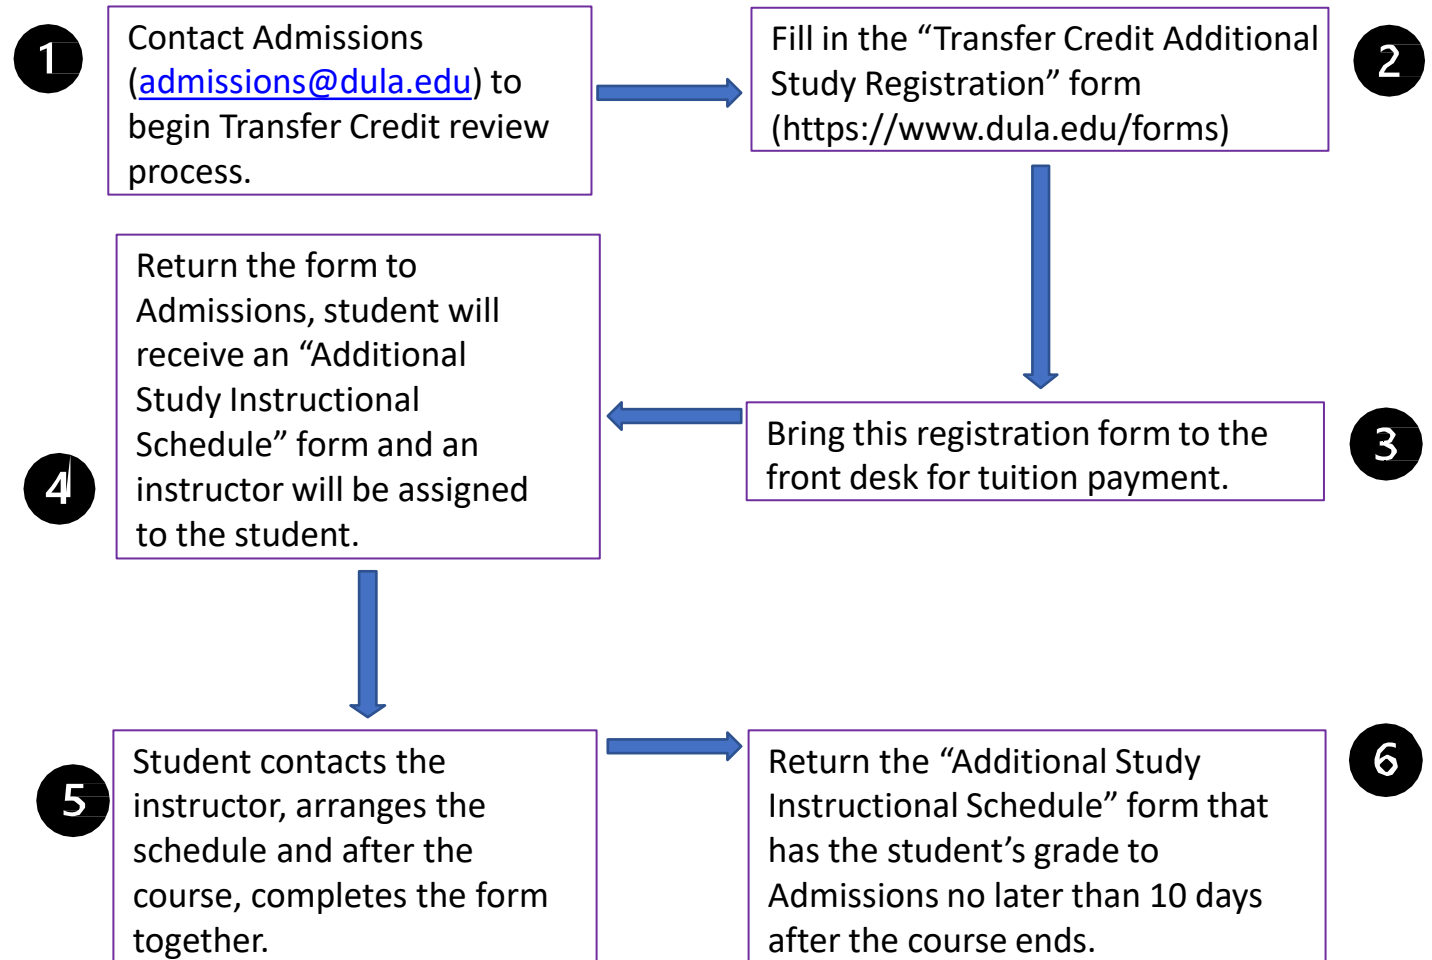 1
Contact Admissions
(admissions@dula.edu) to
begin Transfer Credit review
process.
2
Fill in the “Transfer Credit Additional
Study Registration” form
(https://www.dula.edu/forms)
3
Bring this registration form to the
front desk for tuition payment.
4
Return the form to
Admissions, student will
receive an “Additional
Study Instructional
Schedule” form and an
instructor will be assigned
to the student.
5
Student contacts the
instructor, arranges the
schedule and after the
course, completes the form
together.
6
Return the “Additional Study
Instructional Schedule” form that
has the student’s grade to
Admissions no later than 10 days
after the course ends.